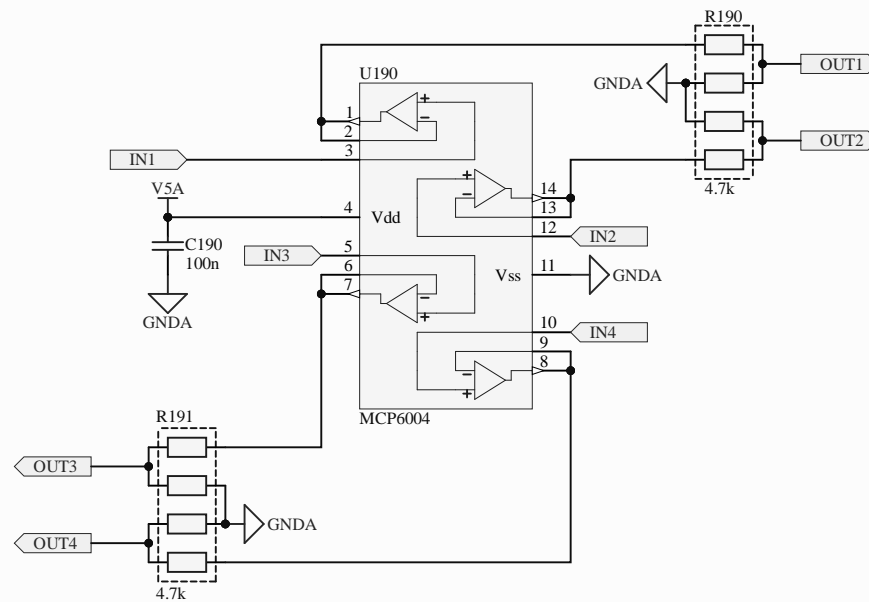 R190
OUT1
U190
GNDA
1
2
3
IN1
OUT2
4.7k
14
13
12
V5A
4
Vdd
C190
100n
IN2
IN3
5
6
7
Vss
11
GNDA
GNDA
10
9
8
IN4
MCP6004
R191
OUT3
GNDA
OUT4
4.7k